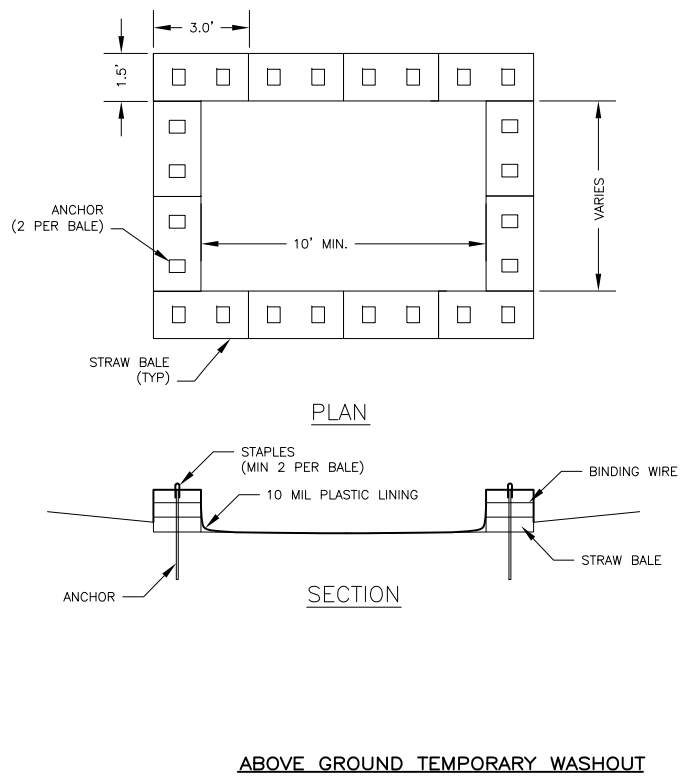 3.0'
1.5'
ANCHOR
(2 PER BALE)
VARIES
10' MIN.
STRAW BALE
(TYP)
PLAN
STAPLES
(MIN 2 PER BALE)
BINDING WIRE
10 MIL PLASTIC LINING
STRAW BALE
ANCHOR
SECTION
ABOVE GROUND TEMPORARY WASHOUT